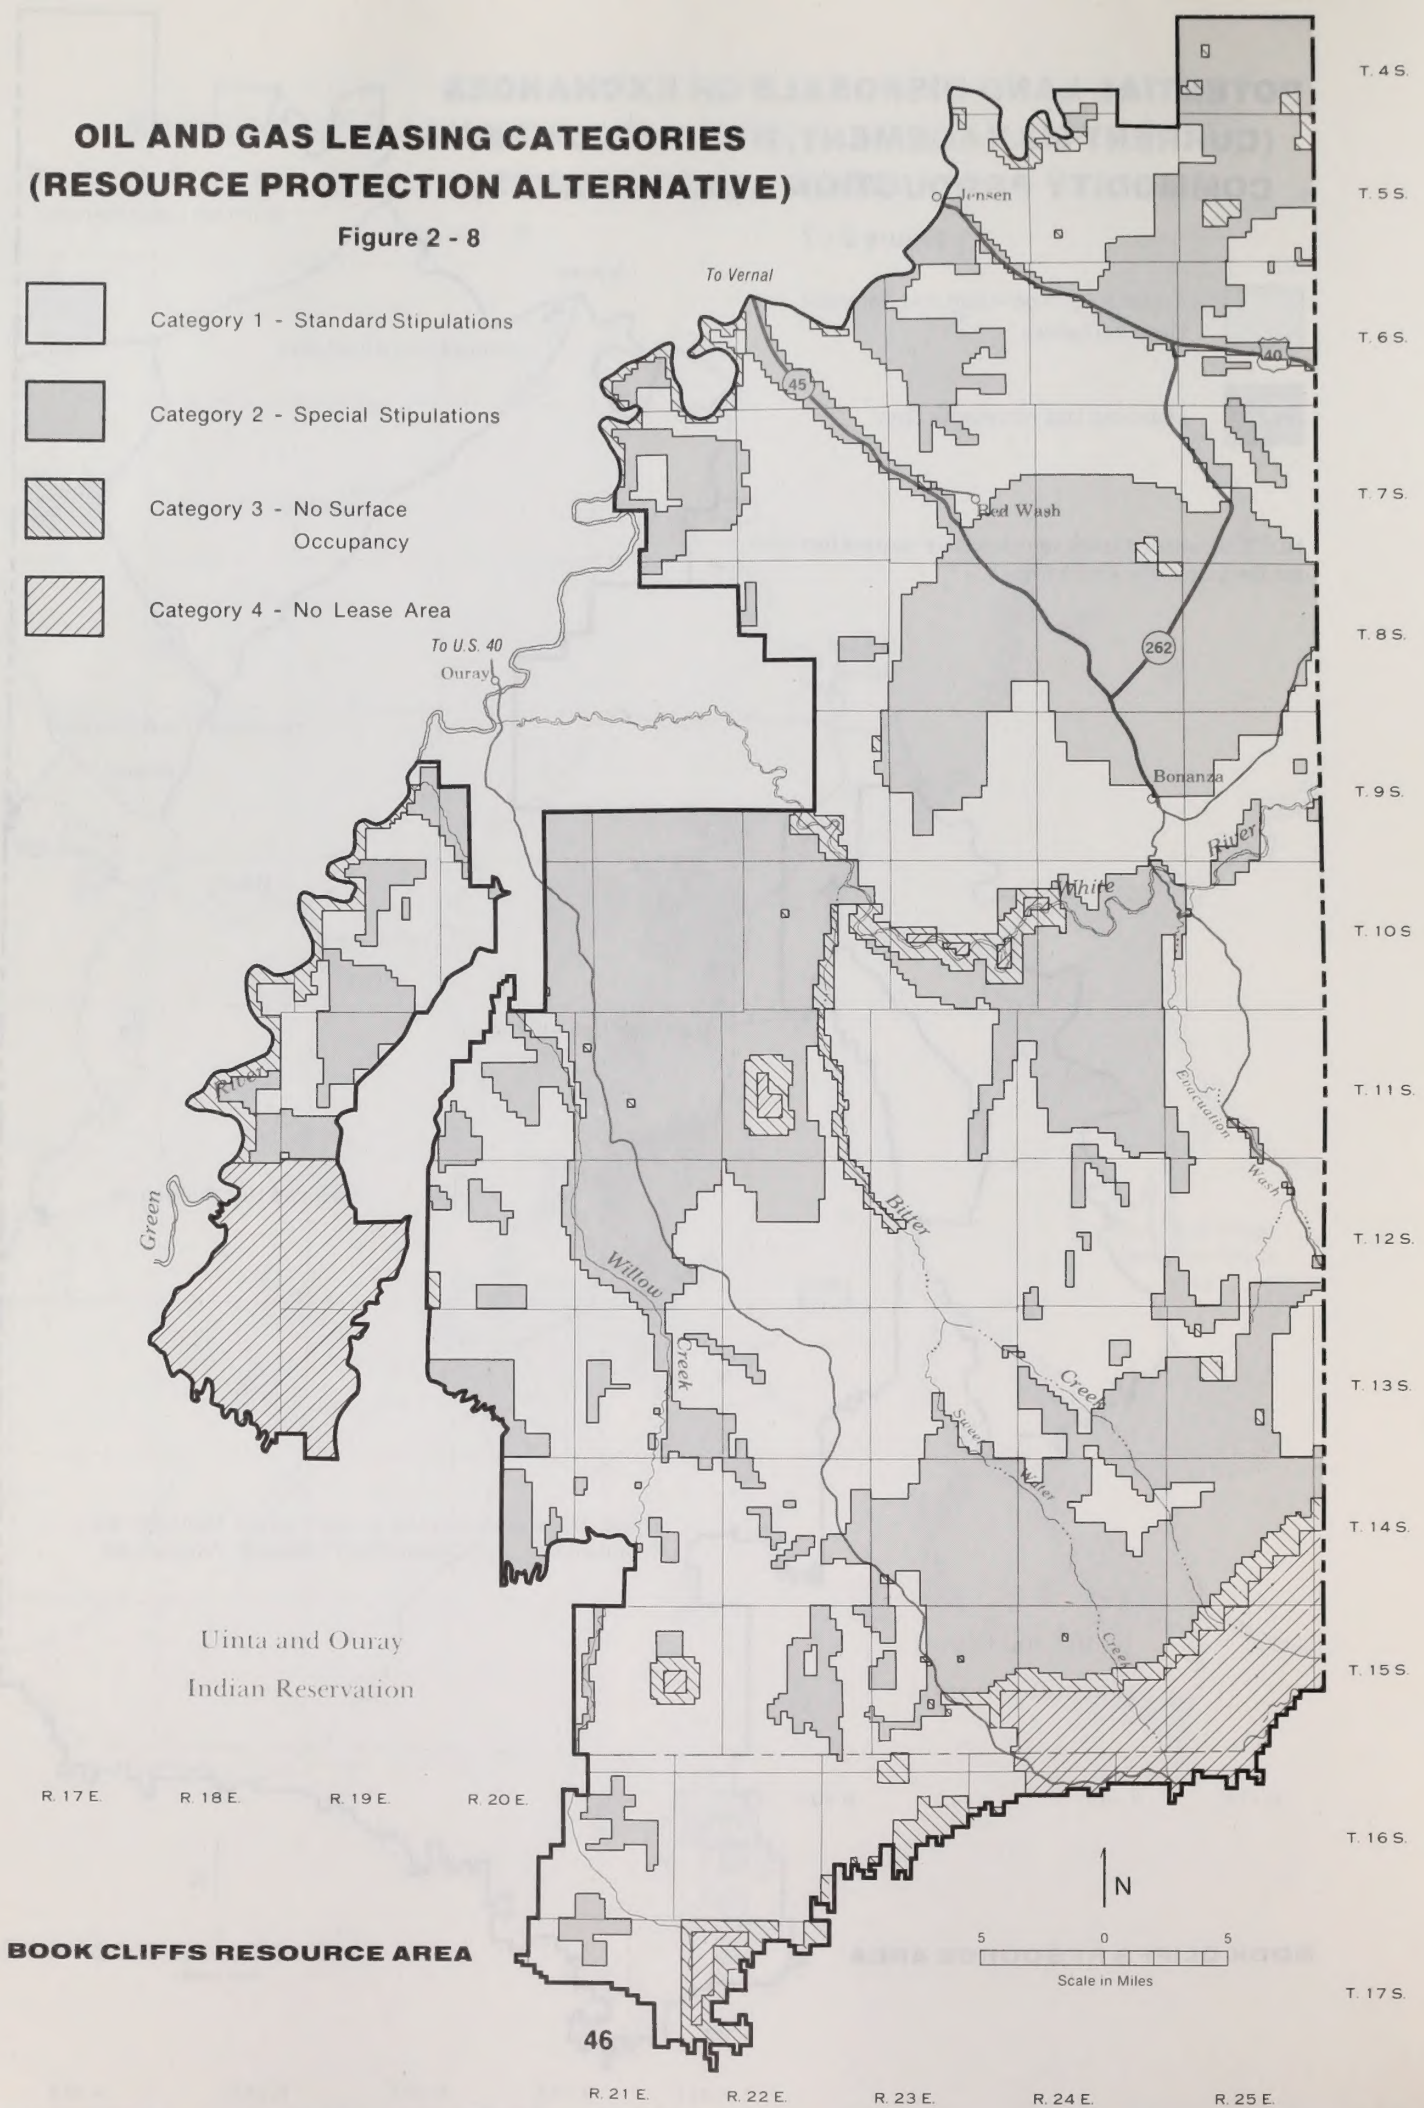 OIL AND GAS LEASING CATEGORIES
(RESOURCE PROTECTION ALTERNATIVE)
Figure 2 - 8
Category 1 - Standard Stipulations
Category 2 - Special Stipulations
Category 3 - No Surface
Occupancy
Category 4 - No Lease Area
T. 4 S.
T. 5 S.
T. 6 S.
T. 7 S.
T. 8 S.
T. 9 S.
T. 10 S
T. 11 S.
T. 12 S.
T. 13 S.
T. 14 S.
T. 15 S.
T. 16 S.
T. 17 S.
Jensen
To Vernal
40
45
Red Wash
262
To U.S. 40
Ouray
Bonanza
River
White
River
Green
Evacuation
Wash
Bitter
Creek
Willow
Creek
Sweet
Water
Creek
Uinta and Ouray
Indian Reservation
R. 17 E.
R. 18 E.
R. 19 E.
R. 20 E.
N
5 0 5
Scale in Miles
BOOK CLIFFS RESOURCE AREA
46
R. 21 E.
R. 22 E.
R. 23 E.
R. 24 E.
R. 25 E.